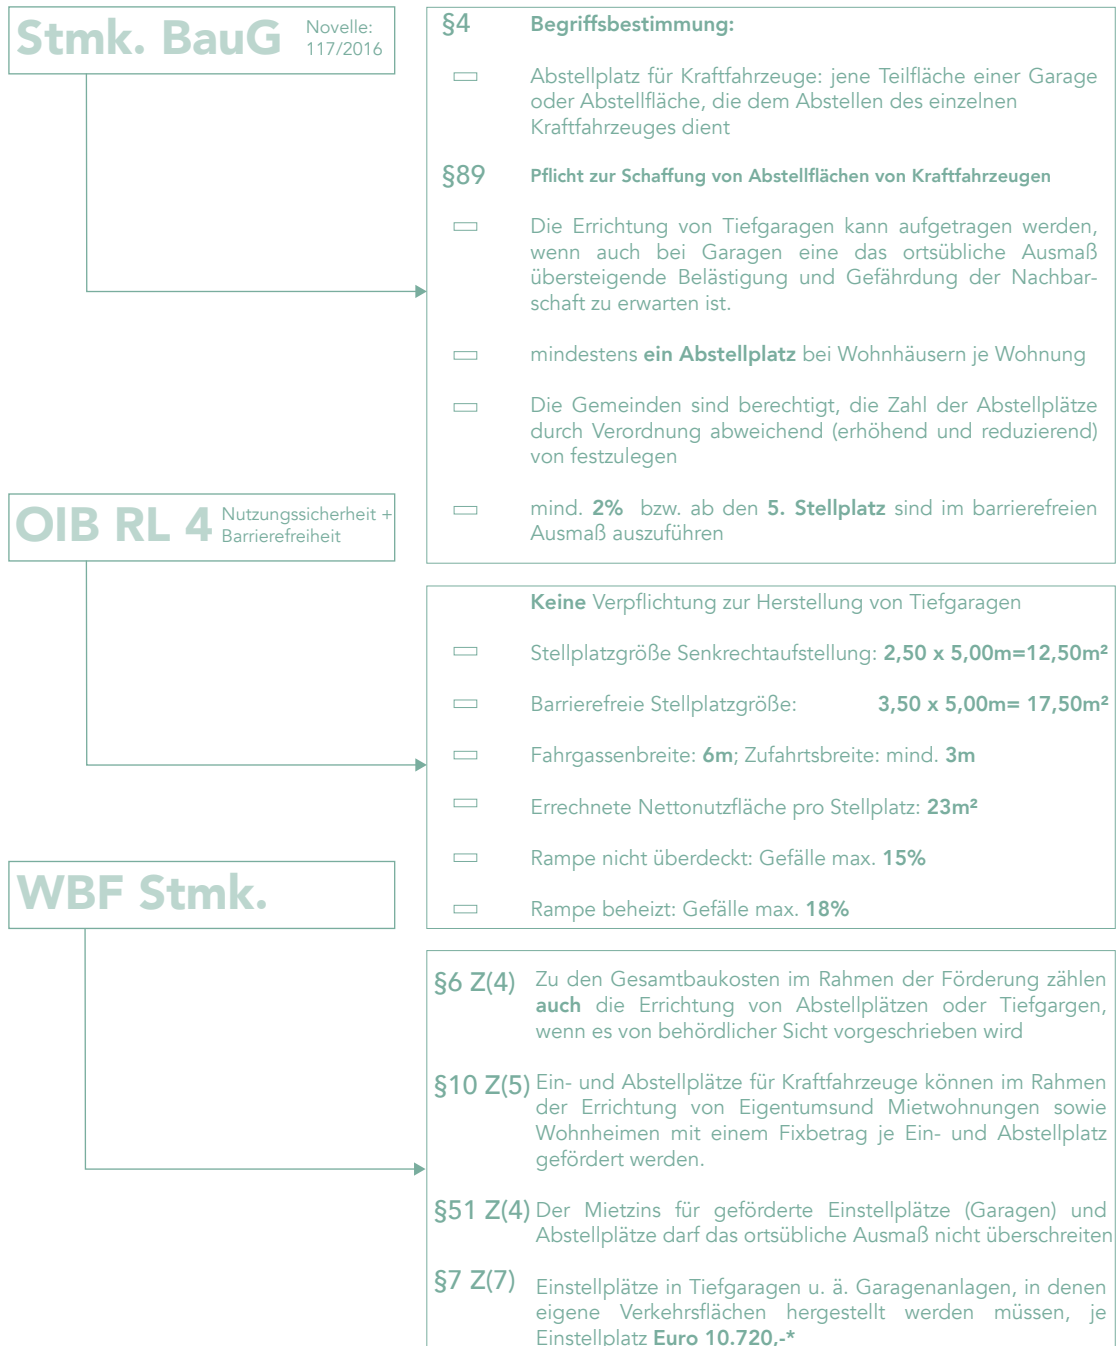 Stmk. BauG
Novelle:
117/2016
§4 Begriffsbestimmung:
Abstellplatz für Kraftfahrzeuge: jene Teilfläche einer Garage
oder Abstellfläche, die dem Abstellen des einzelnen
Kraftfahrzeuges dient
§89 Pflicht zur Schaffung von Abstellflächen von Kraftfahrzeugen
Die Errichtung von Tiefgaragen kann aufgetragen werden,
wenn auch bei Garagen eine das ortsübliche Ausmaß
übersteigende Belästigung und Gefährdung der Nachbar-
schaft zu erwarten ist.
mindestens ein Abstellplatz bei Wohnhäusern je Wohnung
Die Gemeinden sind berechtigt, die Zahl der Abstellplätze
durch Verordnung abweichend (erhöhend und reduzierend)
von festzulegen
mind. 2% bzw. ab den 5. Stellplatz sind im barrierefreien
Ausmaß auszuführen
OIB RL 4
Nutzungssicherheit +
Barrierefreiheit
Keine Verpflichtung zur Herstellung von Tiefgaragen
Stellplatzgröße Senkrechtaufstellung: 2,50 x 5,00m=12,50m²
Barrierefreie Stellplatzgröße: 3,50 x 5,00m= 17,50m²
Fahrgassenbreite: 6m; Zufahrtsbreite: mind. 3m
Errechnete Nettonutzfläche pro Stellplatz: 23m²
Rampe nicht überdeckt: Gefälle max. 15%
Rampe beheizt: Gefälle max. 18%
WBF Stmk.
§6 Z(4) Zu den Gesamtbaukosten im Rahmen der Förderung zählen
auch die Errichtung von Abstellplätzen oder Tiefgargen,
wenn es von behördlicher Sicht vorgeschrieben wird
§10 Z(5) Ein- und Abstellplätze für Kraftfahrzeuge können im Rahmen
der Errichtung von Eigentumsund Mietwohnungen sowie
Wohnheimen mit einem Fixbetrag je Ein- und Abstellplatz
gefördert werden.
§51 Z(4) Der Mietzins für geförderte Einstellplätze (Garagen) und
Abstellplätze darf das ortsübliche Ausmaß nicht überschreiten
§7 Z(7) Einstellplätze in Tiefgaragen u. ä. Garagenanlagen, in denen
eigene Verkehrsflächen hergestellt werden müssen, je
Einstellplatz Euro 10.720,-*